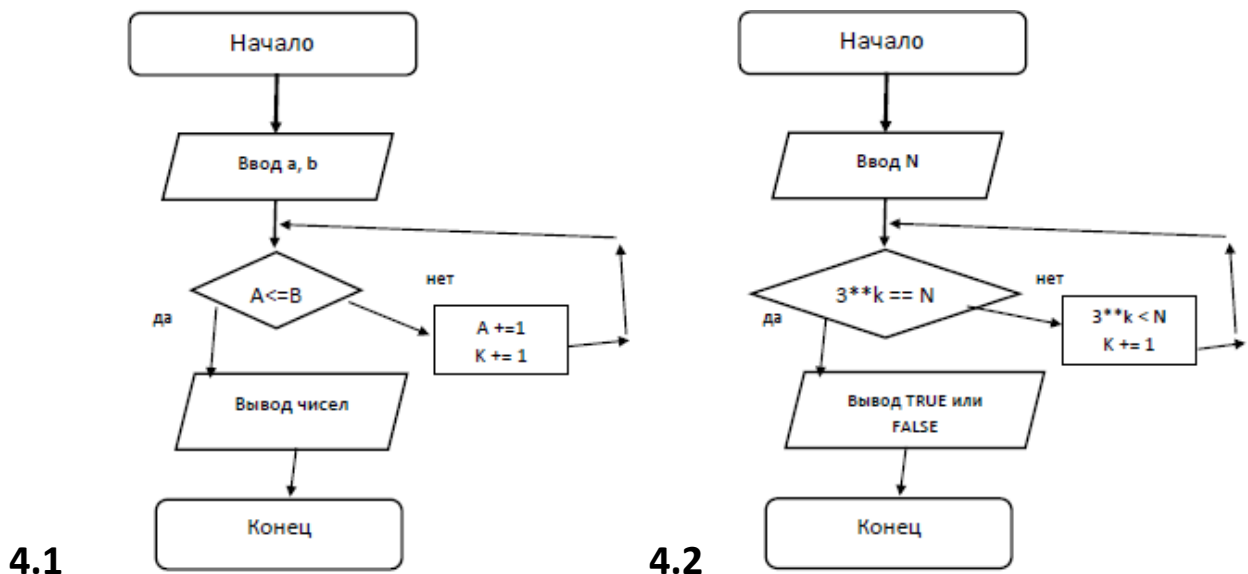 Начало
Ввод a, b
A<=B
да
нет
A +=1
K += 1
Вывод чисел
Конец
4.1
Начало
Ввод N
3**k == N
да
нет
3**k < N
K += 1
Вывод TRUE или
FALSE
Конец
4.2